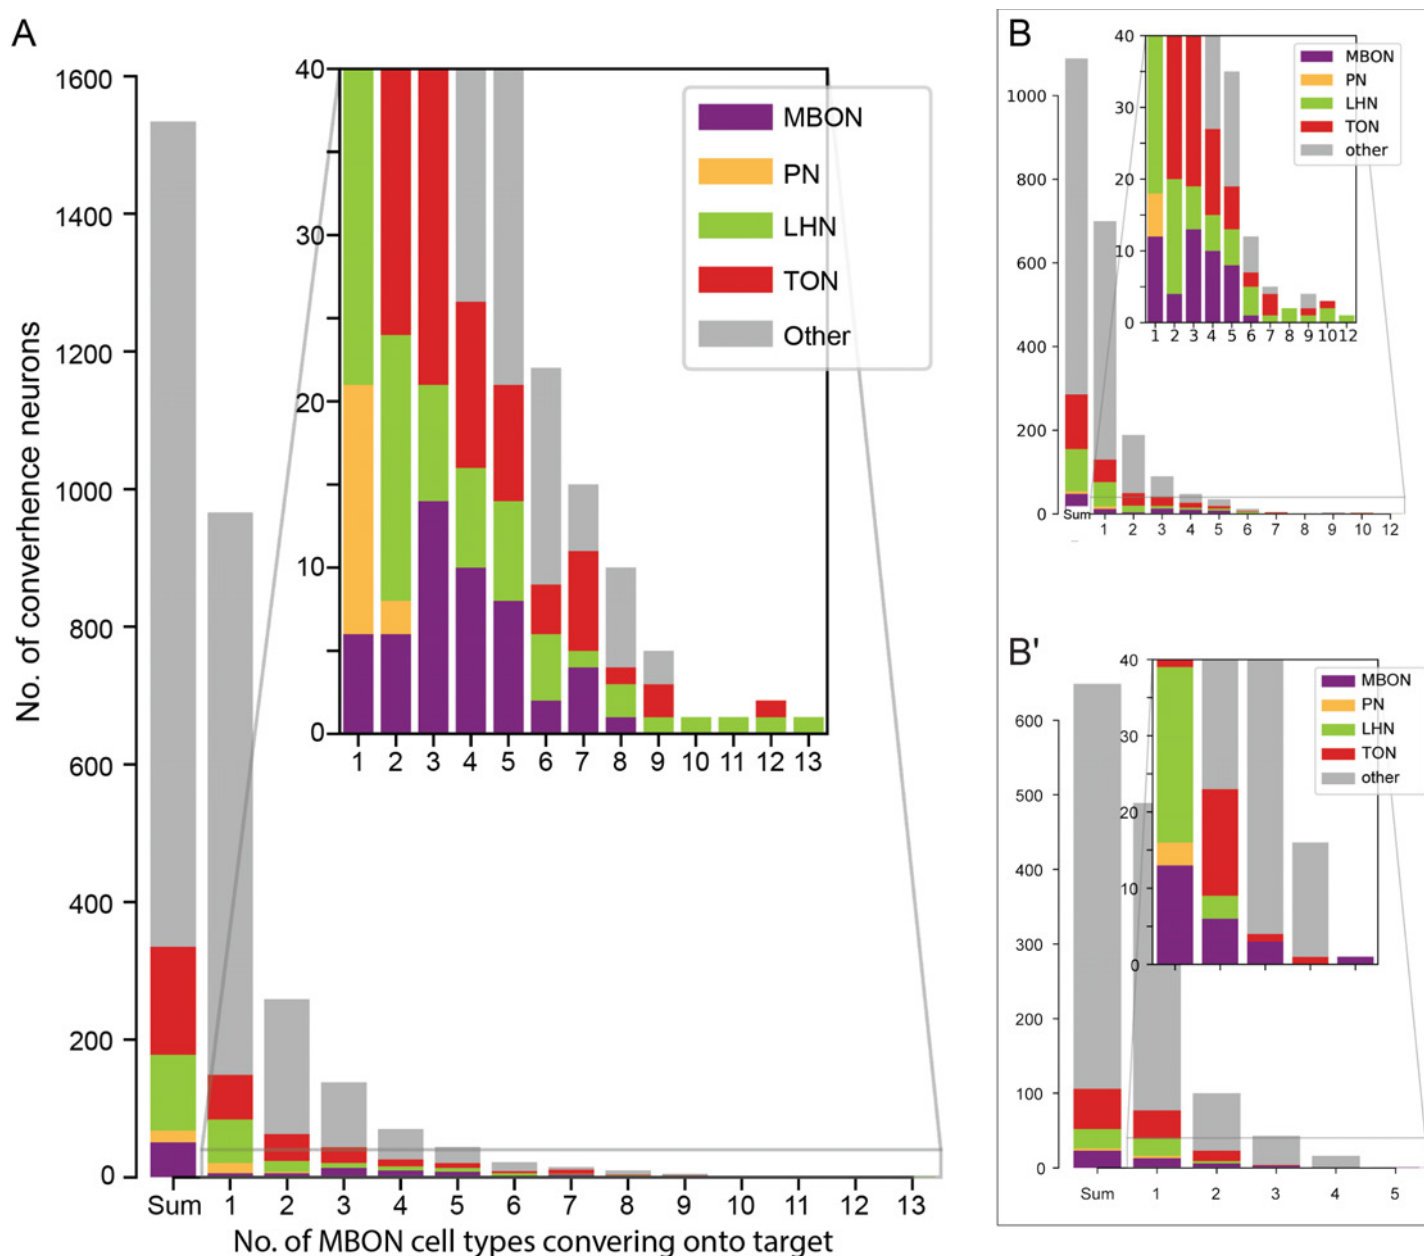 A
1600
1400
1200
1000
800
600
400
200
0
No. of converhence neurons
Sum 1 2 3 4 5 6 7 8 9 10 11 12 13
No. of MBON cell types convering onto target
40
30
20
10
0
1 2 3 4 5 6 7 8 9 10 11 12 13
MBON
PN
LHN
TON
Other
B
1000
800
600
400
200
0
Sum 1 2 3 4 5 6 7 8 9 10 12
40
30
20
10
0
1 2 3 4 5 6 7 8 9 10 12
MBON
PN
LHN
TON
other
B'
600
500
400
300
200
100
0
Sum 1 2 3 4 5
40
30
20
10
0
MBON
PN
LHN
TON
other